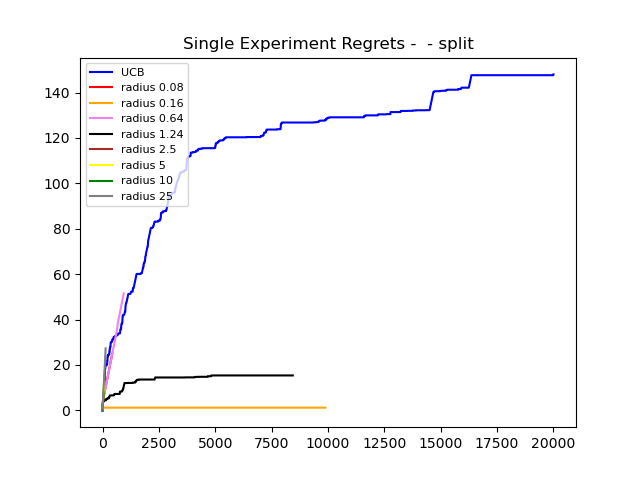 Single Experiment Regrets -  - split
140
120
100
80
60
40
20
0
UCB
radius 0.08
radius 0.16
radius 0.64
radius 1.24
radius 2.5
radius 5
radius 10
radius 25
0 2500 5000 7500 10000 12500 15000 17500 20000